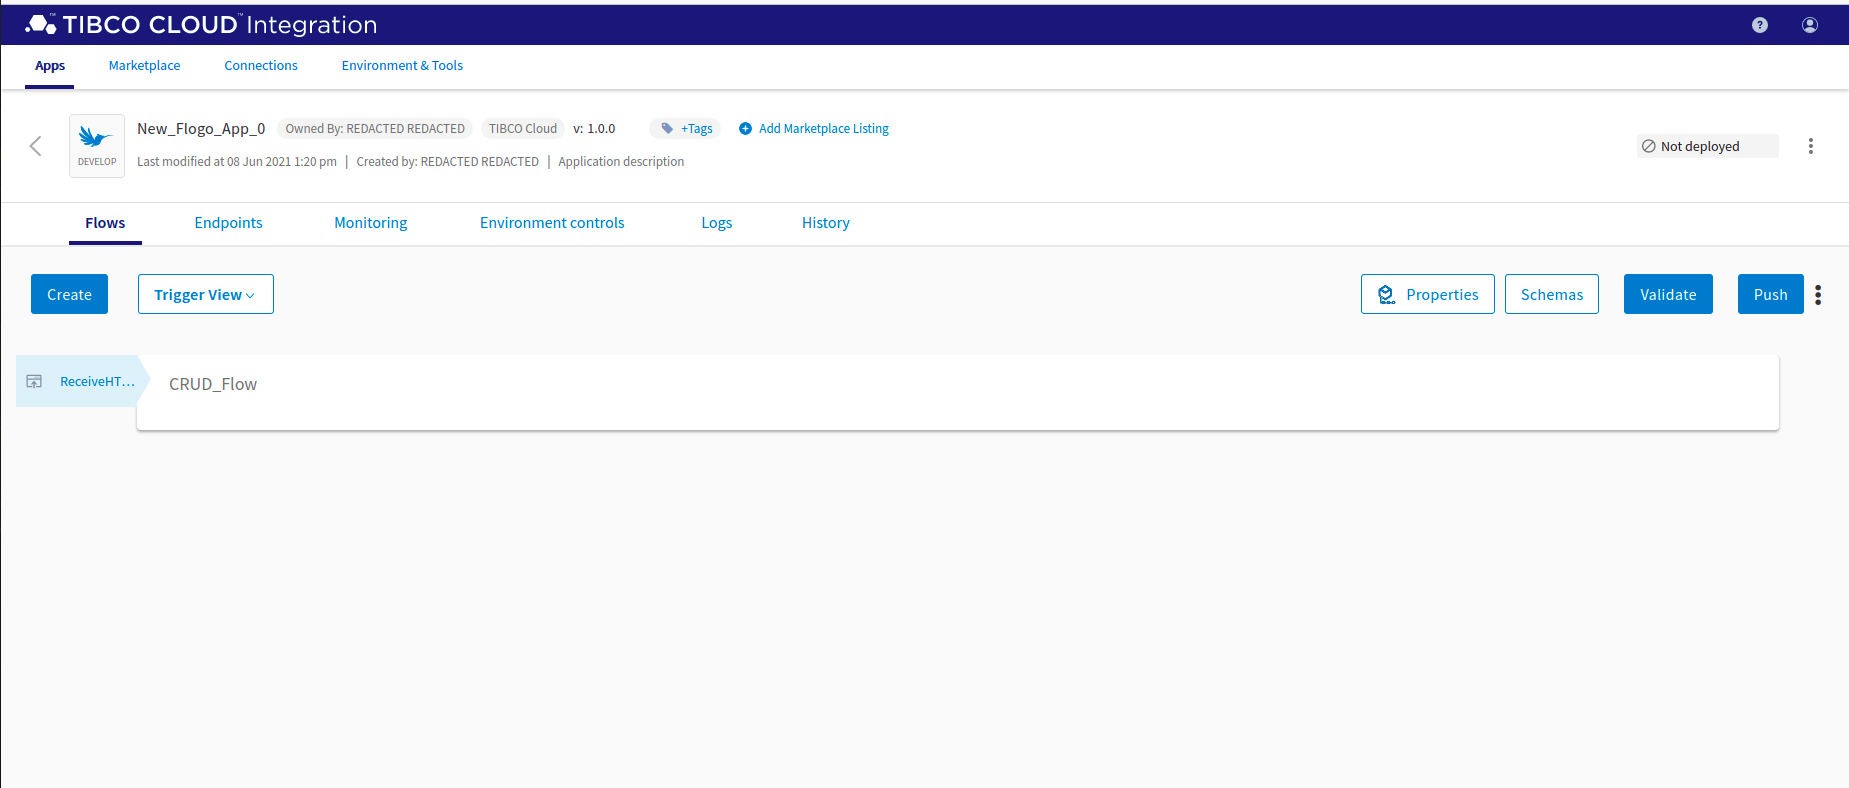 TIBCO CLOUD™ Integration
Apps Marketplace Connections Environment & Tools
New_Flogo_App_0 Owned By: REDACTED REDACTED TIBCO Cloud v: 1.0.0 +Tags Add Marketplace Listing
DEVELOP
Last modified at 08 Jun 2021 1:20 pm | Created by: REDACTED REDACTED | Application description
Not deployed
Flows Endpoints Monitoring Environment controls Logs History
Create Trigger View Properties Schemas Validate Push
ReceiveHT... CRUD_Flow